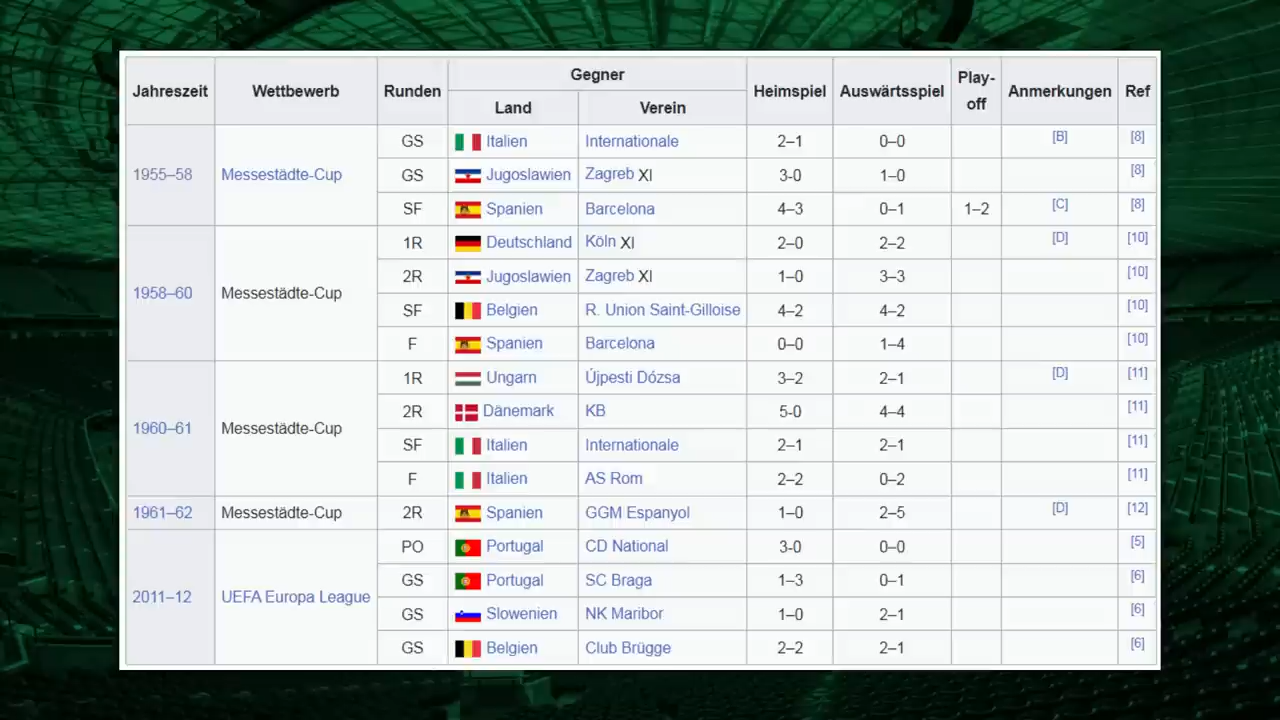 Jahreszeit Wettbewerb Runden Gegner Heimspiel Auswärtsspiel Play-off Anmerkungen Ref
Land Verein
1955–58 Messestädte-Cup GS Italien Internationale 2–1 0–0 [B] [8]
GS Jugoslawien Zagreb XI 3-0 1–0 [8]
SF Spanien Barcelona 4–3 0–1 1–2 [C] [8]
1958–60 Messestädte-Cup 1R Deutschland Köln XI 2–0 2–2 [D] [10]
2R Jugoslawien Zagreb XI 1–0 3–3 [10]
SF Belgien R. Union Saint-Gilloise 4–2 4–2 [10]
F Spanien Barcelona 0–0 1–4 [10]
1960–61 Messestädte-Cup 1R Ungarn Újpesti Dózsa 3–2 2–1 [D] [11]
2R Dänemark KB 5-0 4–4 [11]
SF Italien Internationale 2–1 2–1 [11]
F Italien AS Rom 2–2 0–2 [11]
1961–62 Messestädte-Cup 2R Spanien GGM Espanyol 1–0 2–5 [D] [12]
2011–12 UEFA Europa League PO Portugal CD National 3-0 0–0 [5]
GS Portugal SC Braga 1–3 0–1 [6]
GS Slowenien NK Maribor 1–0 2–1 [6]
GS Belgien Club Brügge 2–2 2–1 [6]